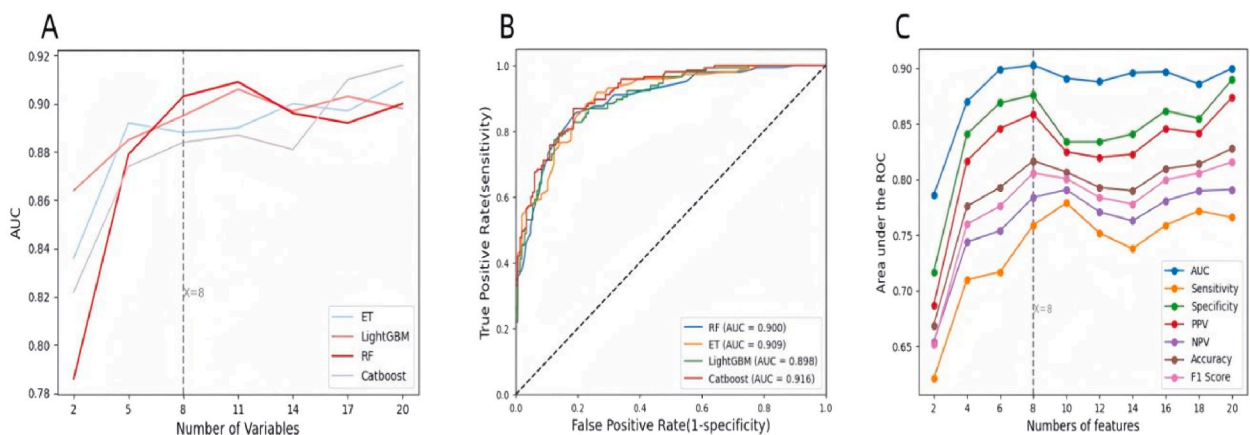 A
AUC
0.92
0.90
0.88
0.86
0.84
0.82
0.80
0.78
X=8
ET
LightGBM
RF
Catboost
2 5 8 11 14 17 20
Number of Variables
B
True Positive Rate(sensitivity)
1.0
0.8
0.6
0.4
0.2
0.0
RF (AUC = 0.900)
ET (AUC = 0.909)
LightGBM (AUC = 0.898)
Catboost (AUC = 0.916)
0.0 0.2 0.4 0.6 0.8 1.0
False Positive Rate(1-specificity)
C
Area under the ROC
0.90
0.85
0.80
0.75
0.70
0.65
X=8
AUC
Sensitivity
Specificity
PPV
NPV
Accuracy
F1 Score
2 4 6 8 10 12 14 16 18 20
Numbers of features